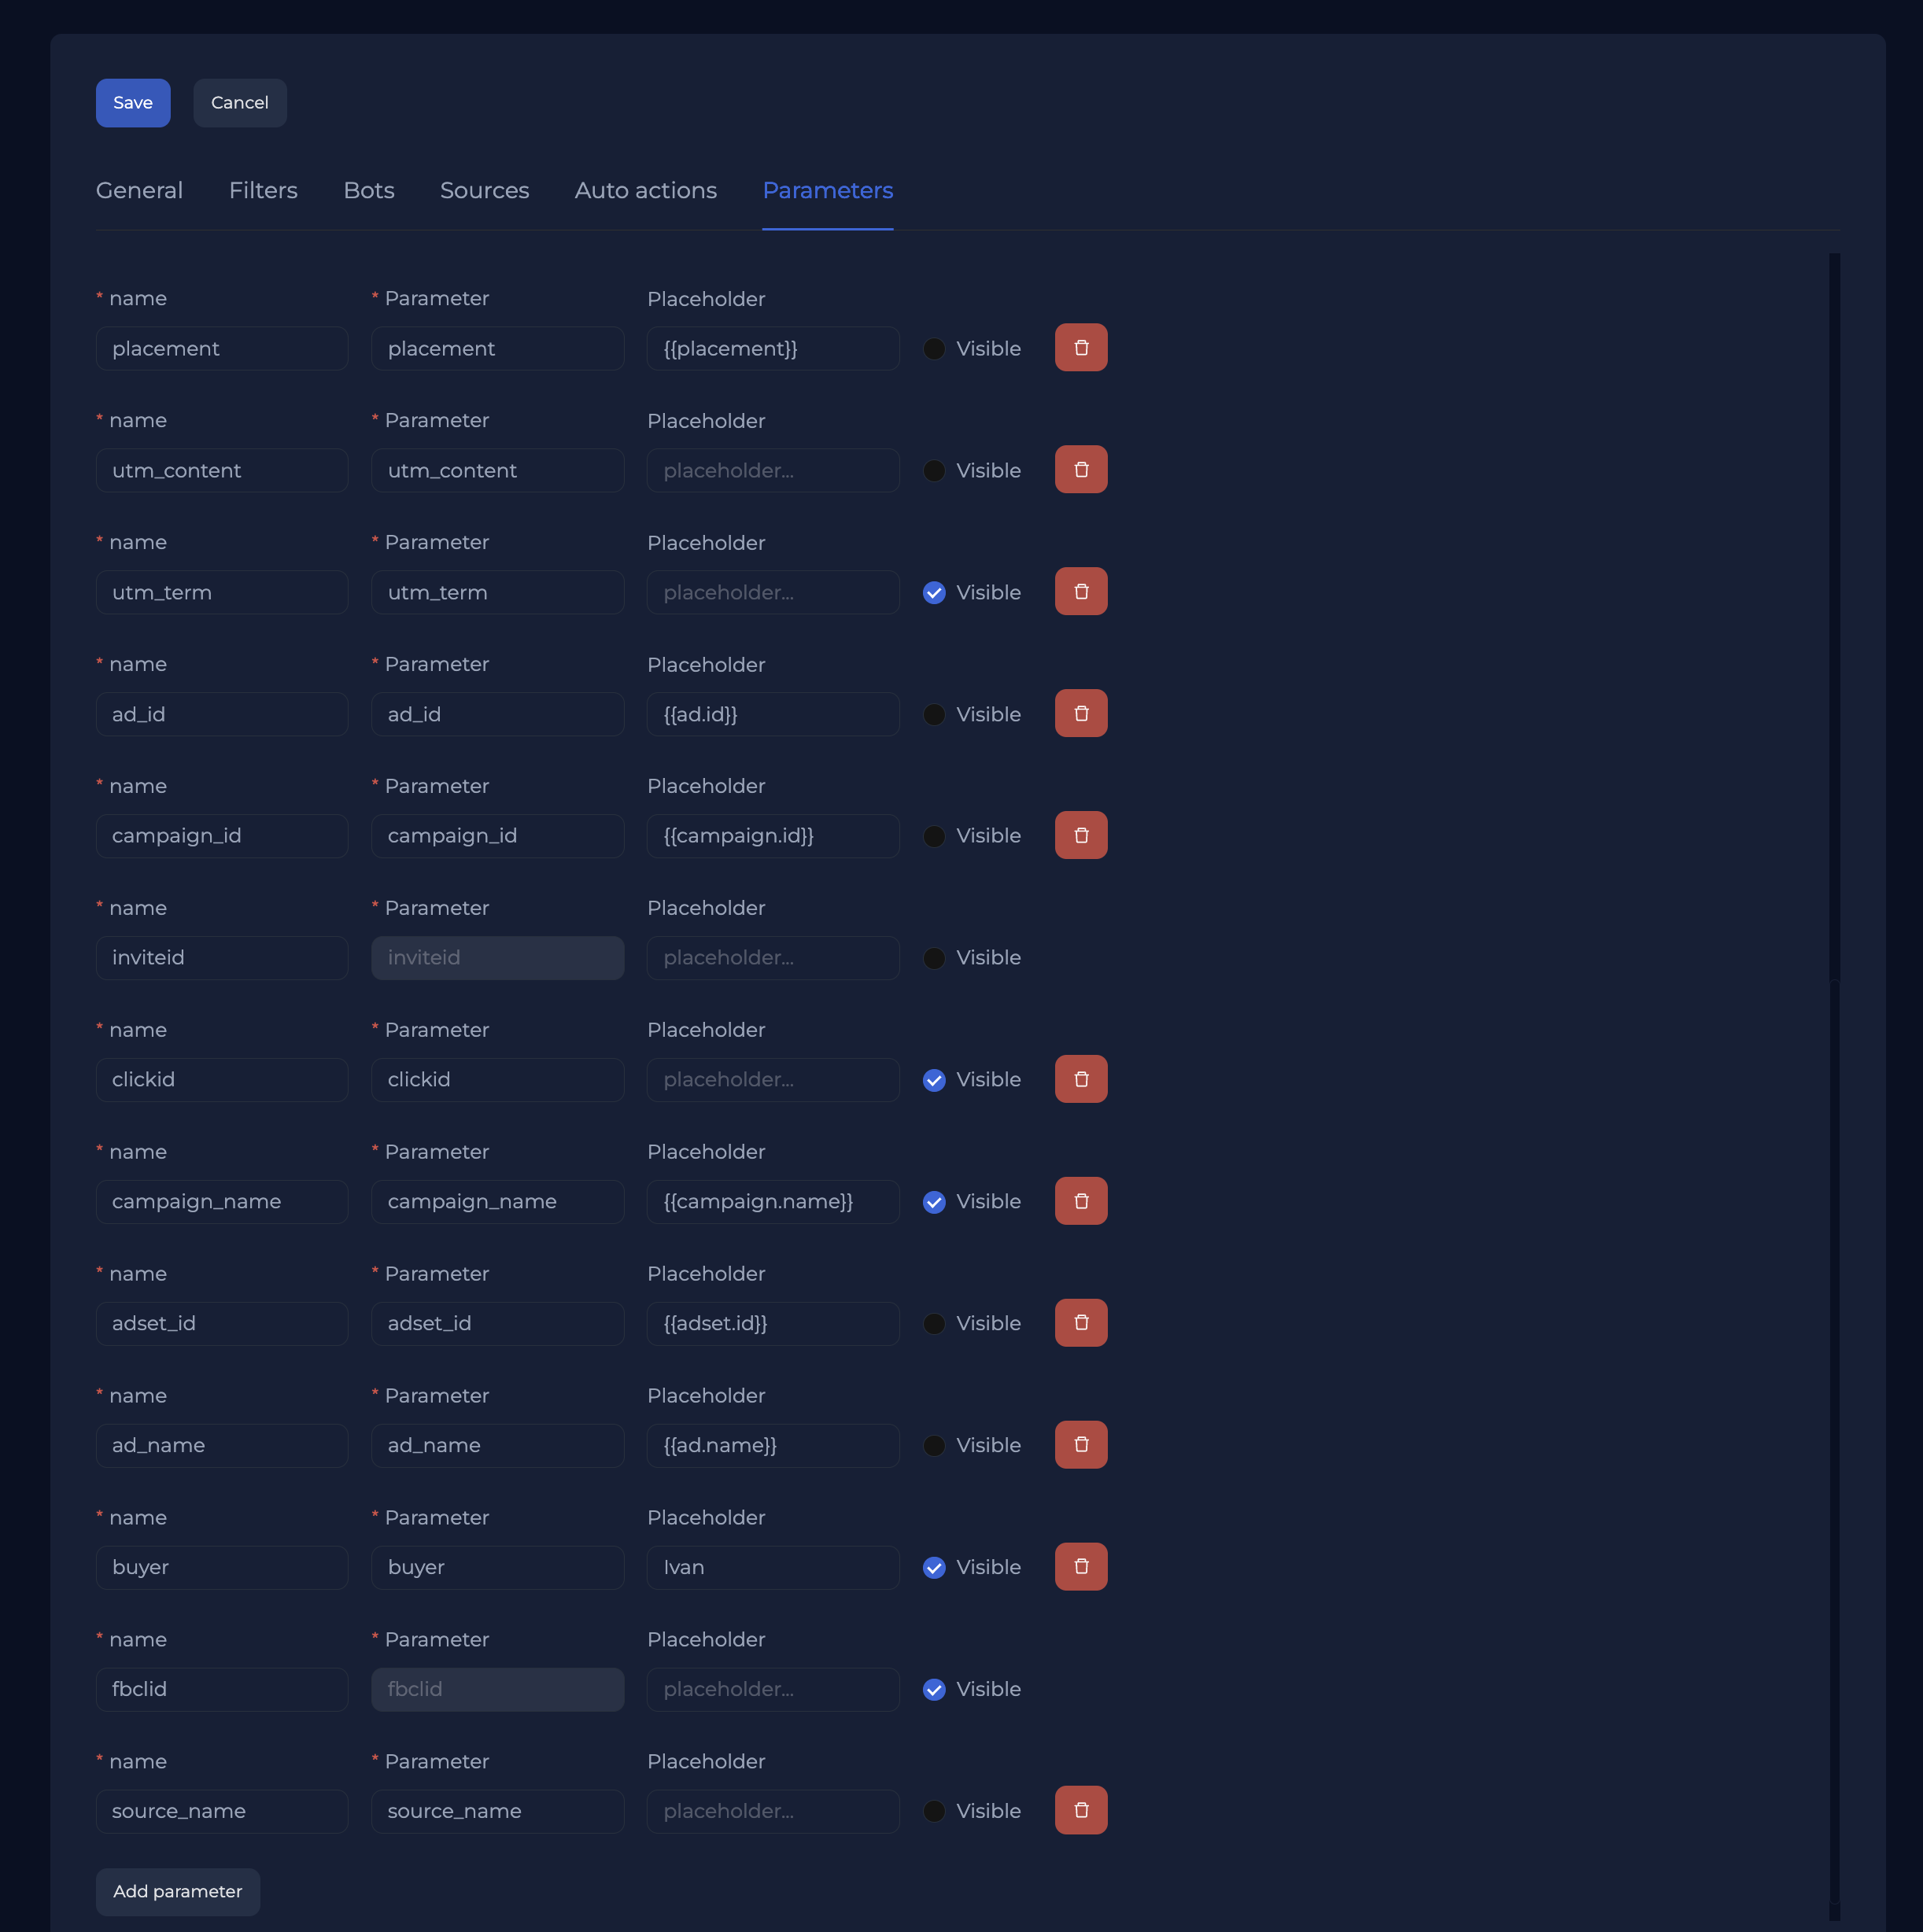 Save Cancel
General Filters Bots Sources Auto actions Parameters
* name * Parameter Placeholder
placement placement {{placement}} Visible
* name * Parameter Placeholder
utm_content utm_content placeholder... Visible
* name * Parameter Placeholder
utm_term utm_term placeholder... Visible
* name * Parameter Placeholder
ad_id ad_id {{ad.id}} Visible
* name * Parameter Placeholder
campaign_id campaign_id {{campaign.id}} Visible
* name * Parameter Placeholder
inviteid inviteid placeholder... Visible
* name * Parameter Placeholder
clickid clickid placeholder... Visible
* name * Parameter Placeholder
campaign_name campaign_name {{campaign.name}} Visible
* name * Parameter Placeholder
adset_id adset_id {{adset.id}} Visible
* name * Parameter Placeholder
ad_name ad_name {{ad.name}} Visible
* name * Parameter Placeholder
buyer buyer Ivan Visible
* name * Parameter Placeholder
fbclid fbclid placeholder... Visible
* name * Parameter Placeholder
source_name source_name placeholder... Visible
Add parameter